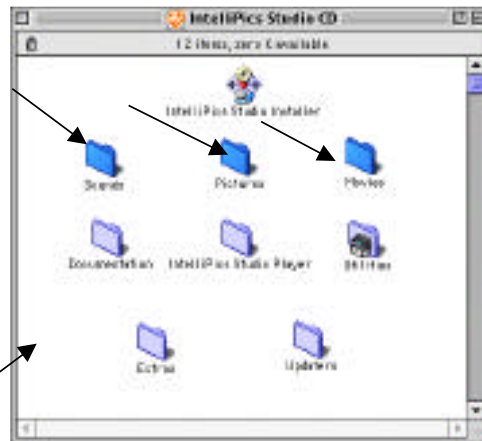 IntelliPics Studio CD
12 items, zero K available
IntelliPics Studio Installer
Sounds
Pictures
Movies
Documentation
IntelliPics Studio Player
Utilities
Extras
Updaters